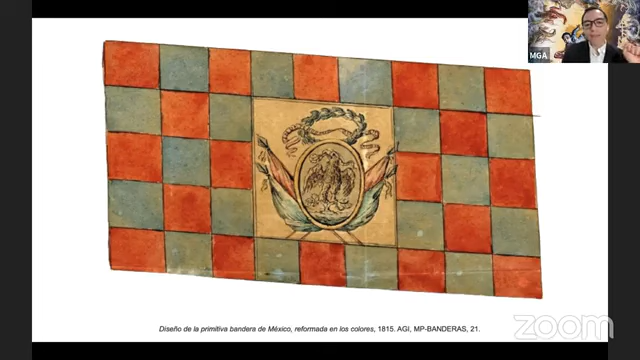 MGA
Diseño de la primitiva bandera de México, reformada en los colores, 1815. AGI, MP-BANDERAS, 21.
zoom